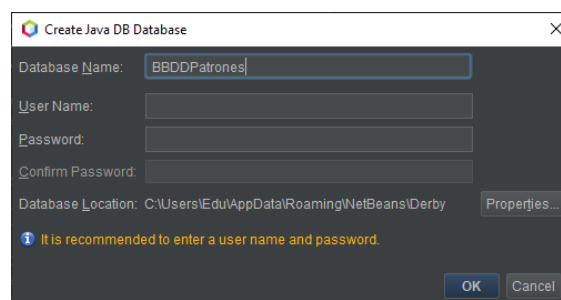 Create Java DB Database
Database Name: BBDDPatrones
User Name:
Password:
Confirm Password:
Database Location: C:\Users\Edu\AppData\Roaming\NetBeans\Derby Properties...
It is recommended to enter a user name and password.
OK Cancel